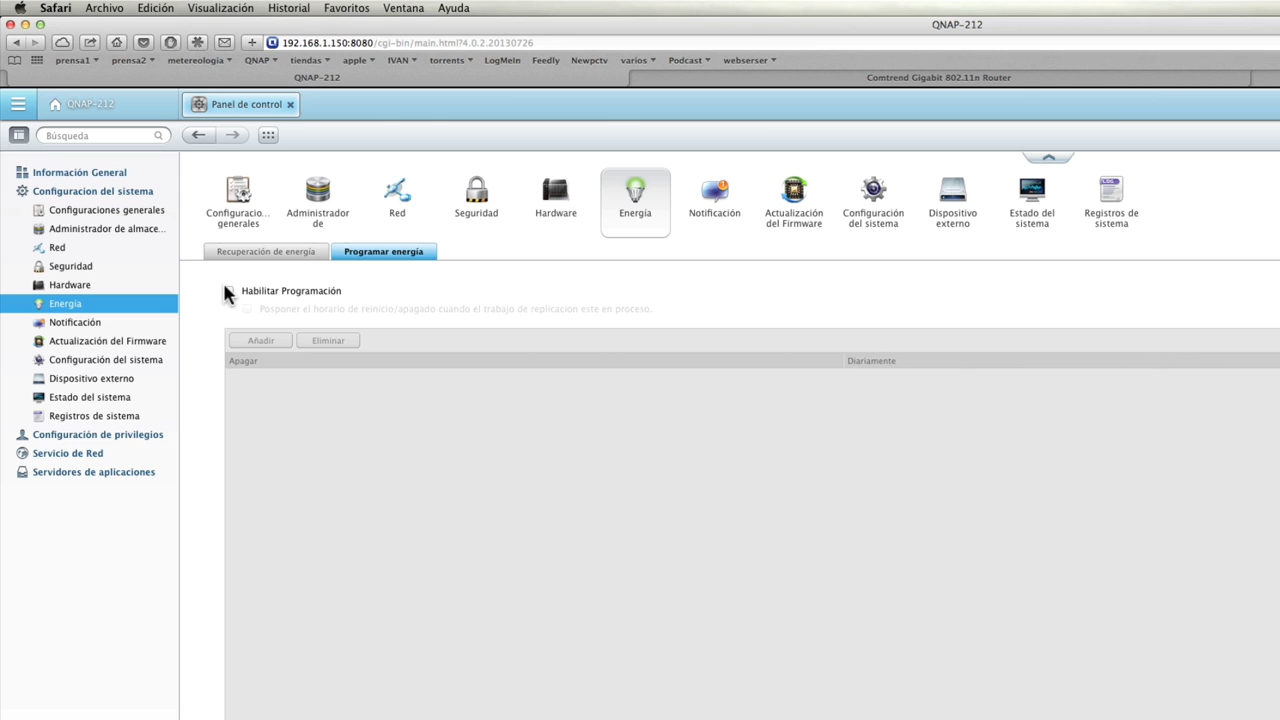 Safari Archivo Edición Visualización Historial Favoritos Ventana Ayuda
QNAP-212
192.168.1.150:8080/cgi-bin/main.html?4.0.2.20130726
prensa1 prensa2 metereologia QNAP tiendas apple IVAN torrents LogMeIn Feedly Newpctv varios Podcast webserser
QNAP-212 Comtrend Gigabit 802.11n Router
QNAP-212 Panel de control
Búsqueda
Información General
Configuracion del sistema
Configuraciones generales
Administrador de almace...
Red
Seguridad
Hardware
Energía
Notificación
Actualización del Firmware
Configuración del sistema
Dispositivo externo
Estado del sistema
Registros de sistema
Configuración de privilegios
Servicio de Red
Servidores de aplicaciones
Configuracio... generales
Administrador de
Red
Seguridad
Hardware
Energía
Notificación
Actualización del Firmware
Configuración del sistema
Dispositivo externo
Estado del sistema
Registros de sistema
Recuperación de energía Programar energía
Habilitar Programación
Posponer el horario de reinicio/apagado cuando el trabajo de replicacion este en proceso.
Añadir Eliminar
Apagar Diariamente